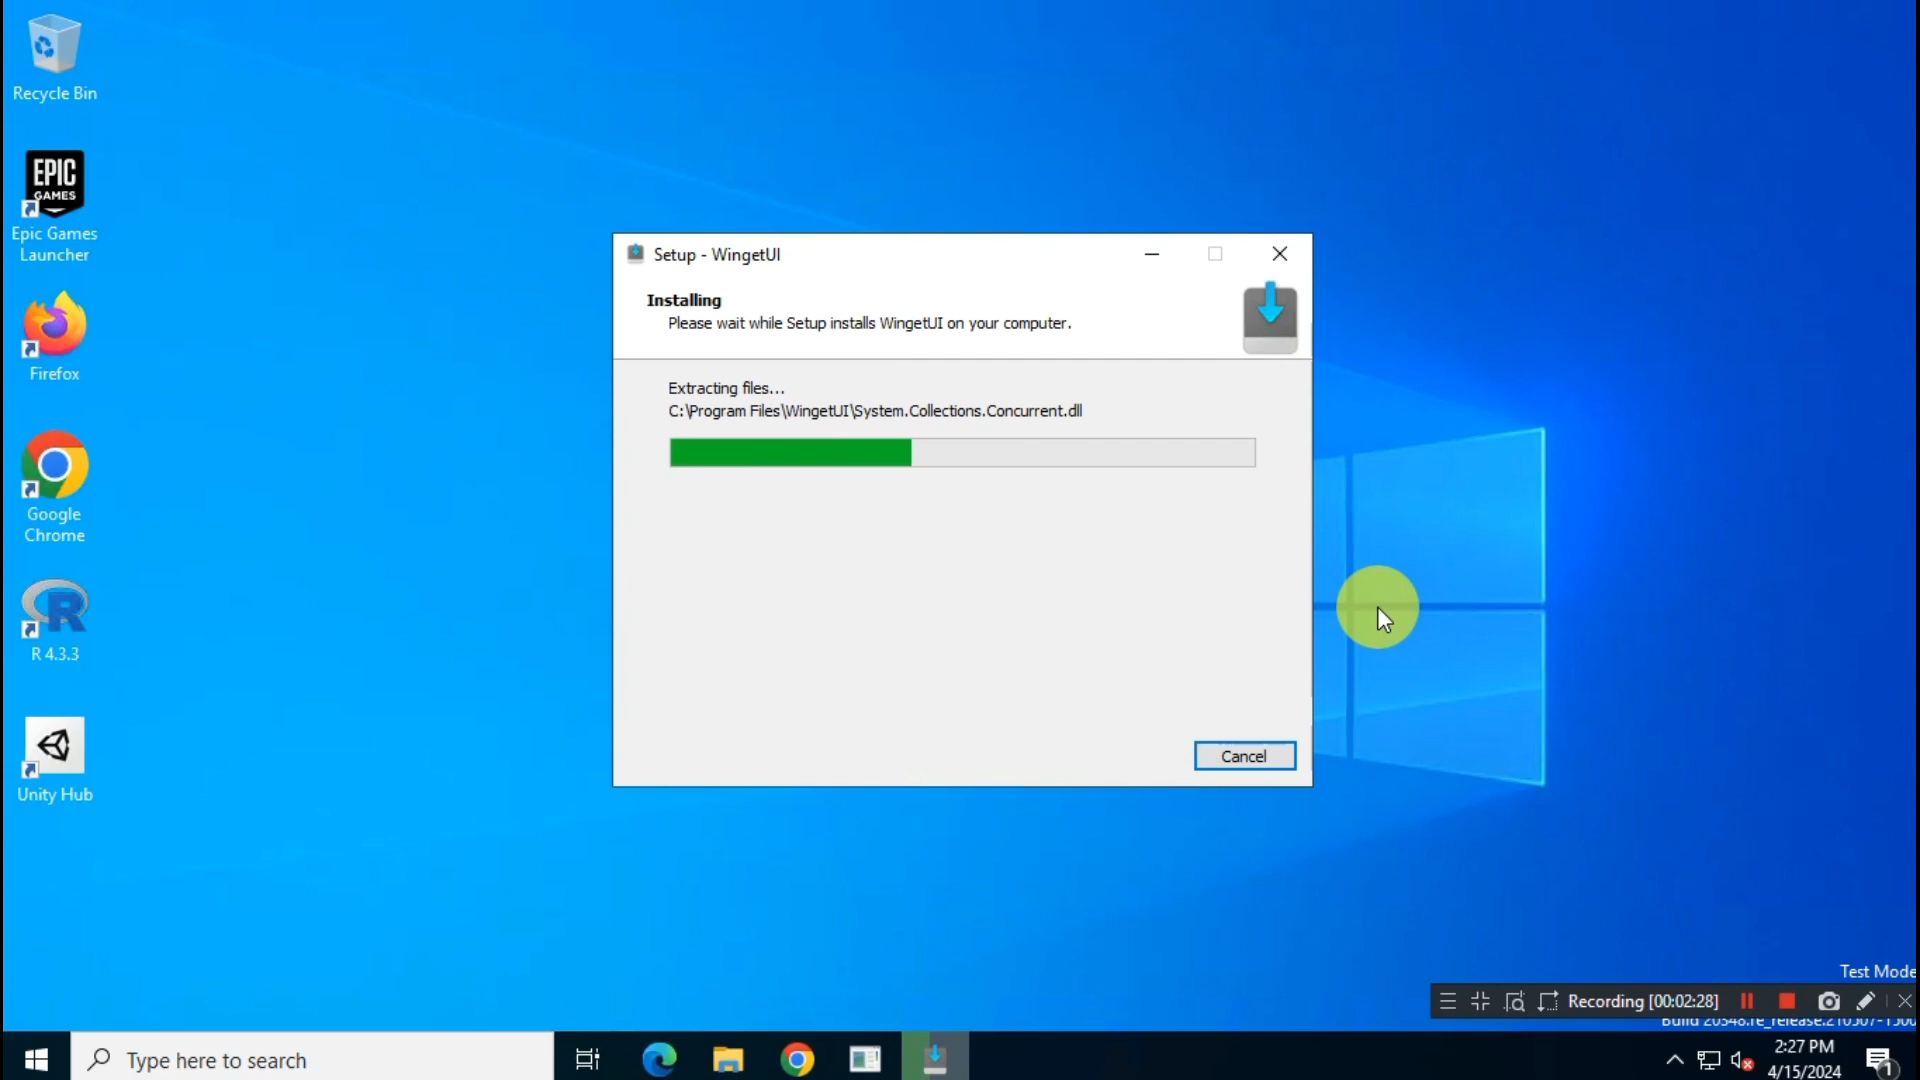 Recycle Bin
EPIC
GAMES
Epic Games
Launcher
Firefox
Google
Chrome
R 4.3.3
Unity Hub
Setup - WingetUI
Installing
Please wait while Setup installs WingetUI on your computer.
Extracting files...
C:\Program Files\WingetUI\System.Collections.Concurrent.dll
Cancel
Test Mode
Recording [00:02:28]
Type here to search
2:27 PM
4/15/2024
1